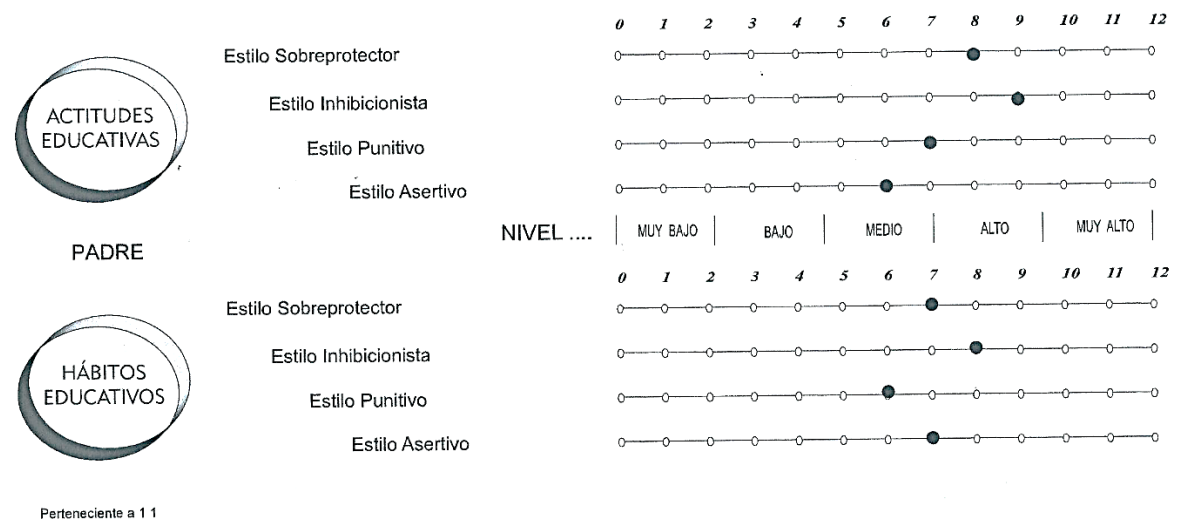 0 1 2 3 4 5 6 7 8 9 10 11 12
Estilo Sobreprotector
Estilo Inhibicionista
Estilo Punitivo
Estilo Asertivo
ACTITUDES
EDUCATIVAS
PADRE
NIVEL .... MUY BAJO BAJO MEDIO ALTO MUY ALTO
0 1 2 3 4 5 6 7 8 9 10 11 12
Estilo Sobreprotector
Estilo Inhibicionista
Estilo Punitivo
Estilo Asertivo
HÁBITOS
EDUCATIVOS
Perteneciente a 1 1